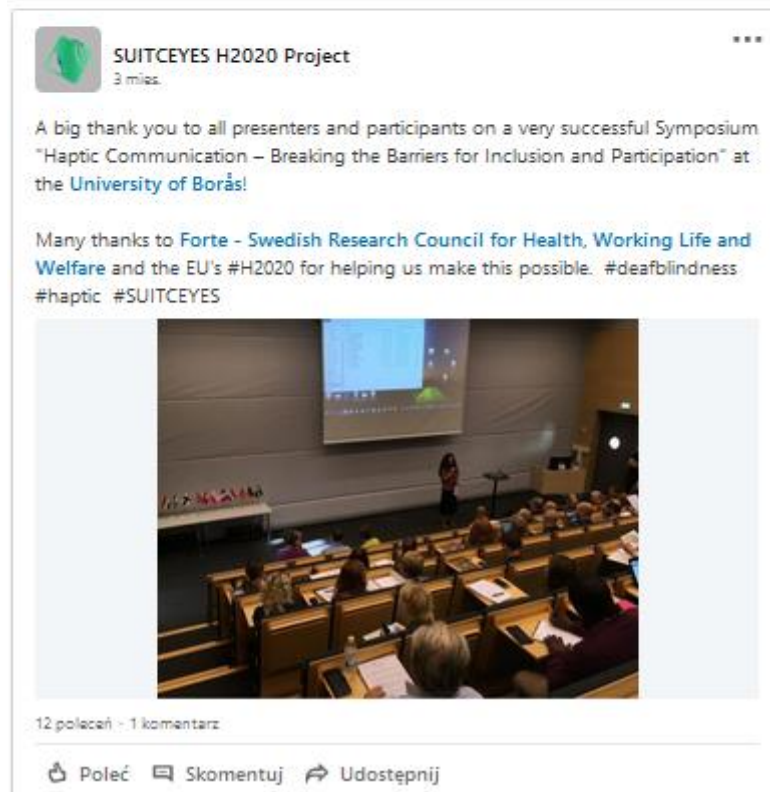 SUITCEYES H2020 Project
3 mies.
A big thank you to all presenters and participants on a very successful Symposium
"Haptic Communication – Breaking the Barriers for Inclusion and Participation" at
the University of Borås!
Many thanks to Forte - Swedish Research Council for Health, Working Life and
Welfare and the EU's #H2020 for helping us make this possible. #deafblindness
#haptic #SUITCEYES
12 poleceń · 1 komentarz
Poleć Skomentuj Udostępnij